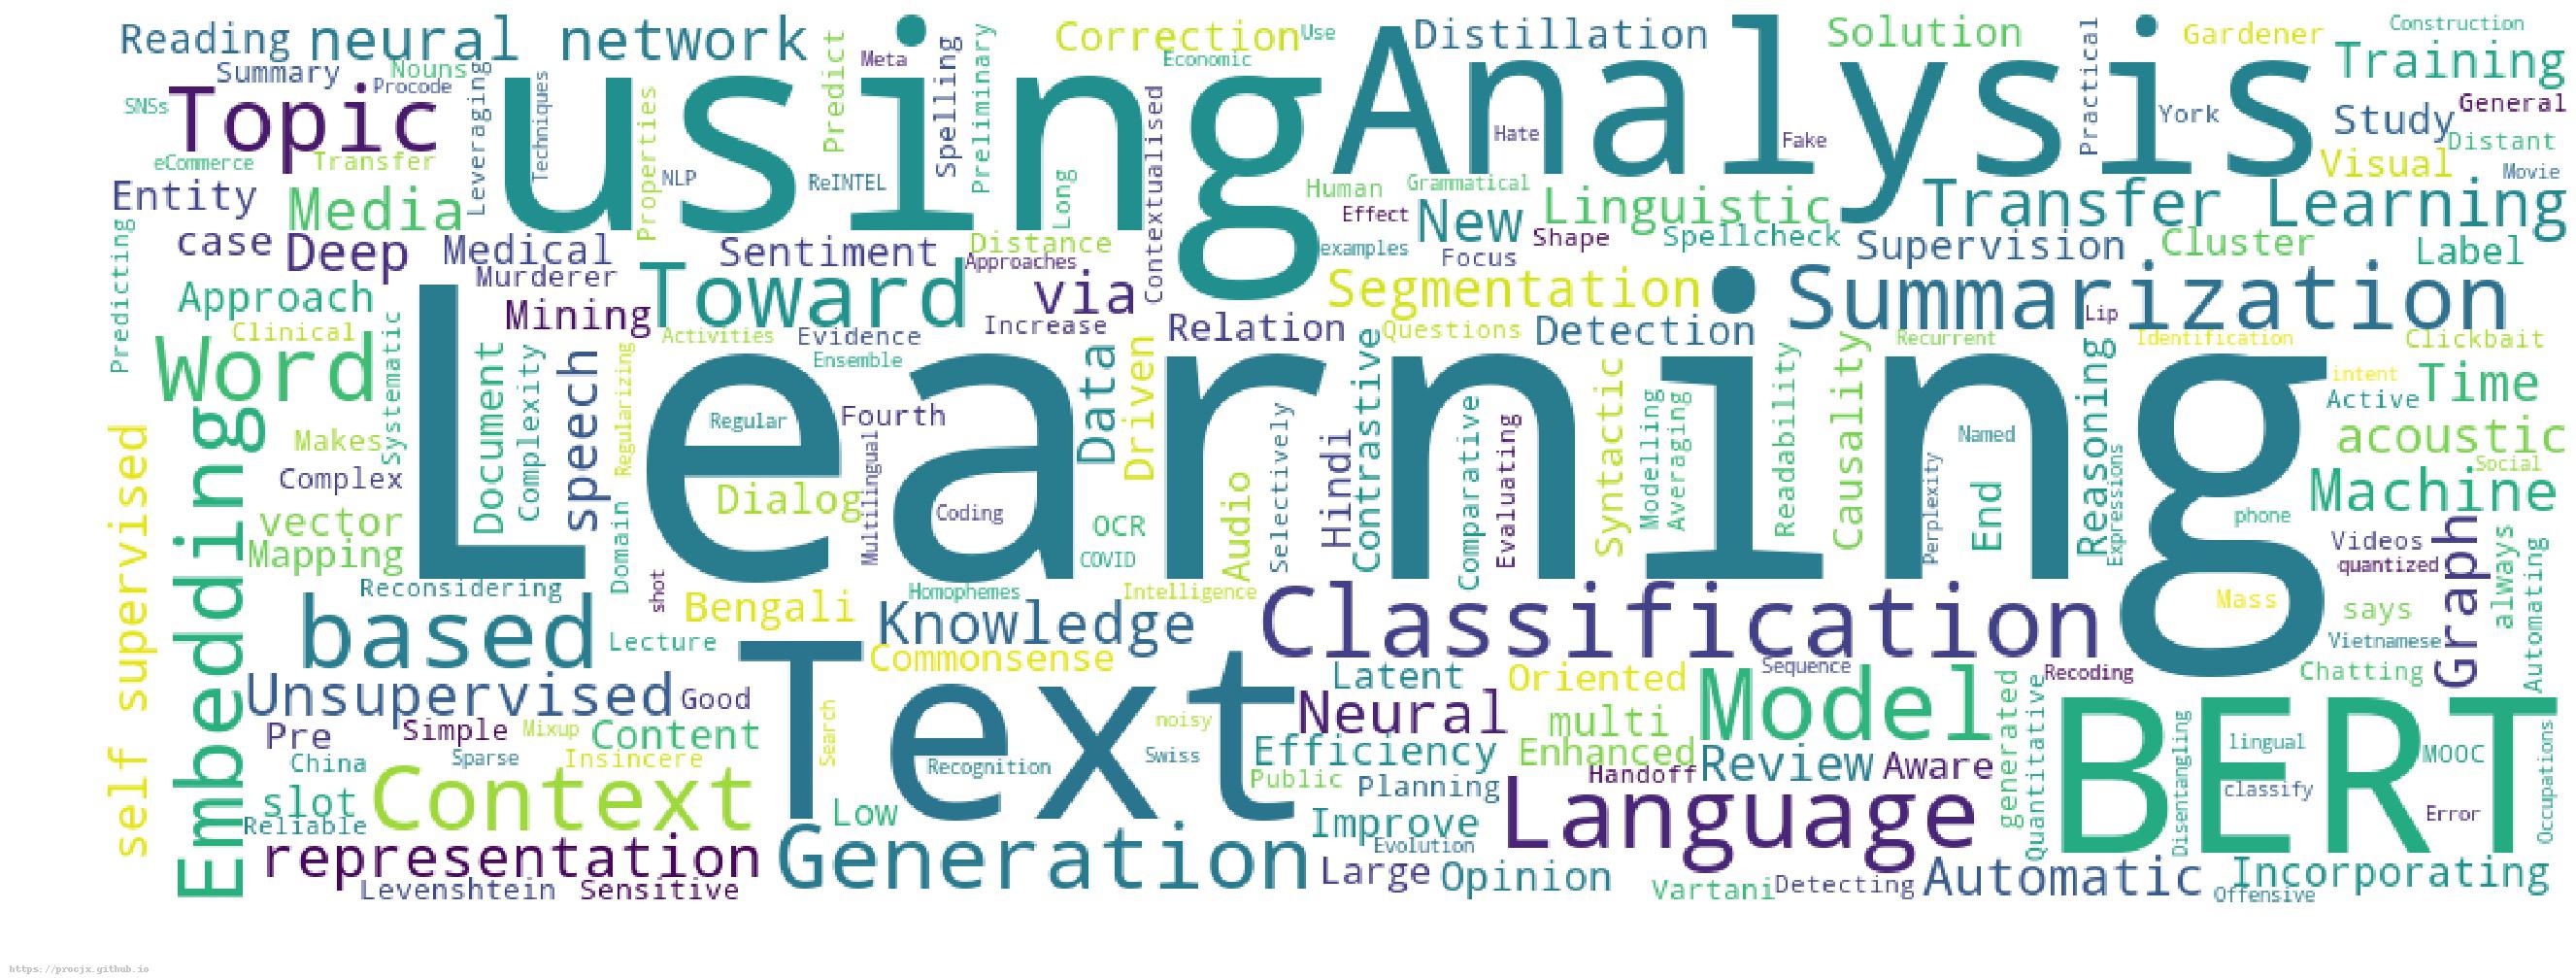 Reading
neural network
Correction
Use
Distillation
Solution
Gardener
Construction
Training
Summary
Nouns
Procode
Meta
Economic
using
Analysis
SNSs
Topic
Leveraging
Techniques
Properties
Predict
Spelling
Preliminary
Contextualised
Hate
Fake
Practical
York
Study
General
Distant
eCommerce
Transfer
NLP
ReINTEL
Long
Human
Grammatical
Visual
Movie
Entity
Media
Effect
New
Linguistic
Transfer Learning
case
Deep
Medical
Sentiment
Distance
examples
Shape
Spellcheck
Supervision
Cluster
Label
Predicting
Murderer
Approaches
Focus
Approach
Mining
Toward
via
Segmentation
Summarization
Clinical
Activities
Evidence
Increase
Relation
Questions
Detection
Recurrent
Lip
Identification
Clickbait
Word
Systematic
Document
Complexity
speech
Regularizing
Ensemble
Learning
Data
Driven
Contrastive
Syntactic
Causality
Reasoning
intent
Active
Time
Embedding
Makes
Regular
Fourth
Selectively
Hindi
Comparative
Evaluating
Modelling
Averaging
Readability
Named
acoustic
self supervised
Complex
Dialog
Multilingual
Audio
Perplexity
End
Expressions
Social
Machine
vector
Coding
OCR
phone
Mapping
Domain
COVID
Videos
quantized
Graph
always
Automating
Reconsidering
shot
Homophemes
Intelligence
Mass
says
based
Bengali
Knowledge
Classification
Lecture
Vietnamese
Commonsense
Text
Latent
Oriented
Sequence
Recoding
Chatting
Unsupervised
Good
Neural
multi
Model
generated
Quantitative
BERT
Pre
Simple
Mixup
Content
Search
noisy
Swiss
Efficiency
Enhanced
Review
Aware
Disentangling
lingual
MOOC
Occupations
China
Sparse
Insincere
Recognition
Public
Planning
Handoff
classify
slot
Context
Low
Improve
Language
Error
Reliable
Evolution
representation
Generation
Large
Opinion
Levenshtein
Sensitive
Vartani
Detecting
Automatic
Incorporating
Offensive
https://procjx.github.io